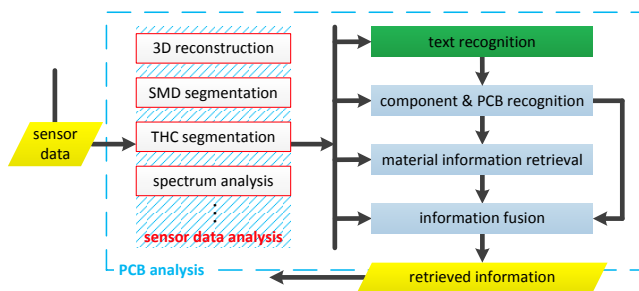 3D reconstruction
SMD segmentation
THC segmentation
spectrum analysis
sensor data analysis
sensor
data
PCB analysis
text recognition
component & PCB recognition
material information retrieval
information fusion
retrieved information